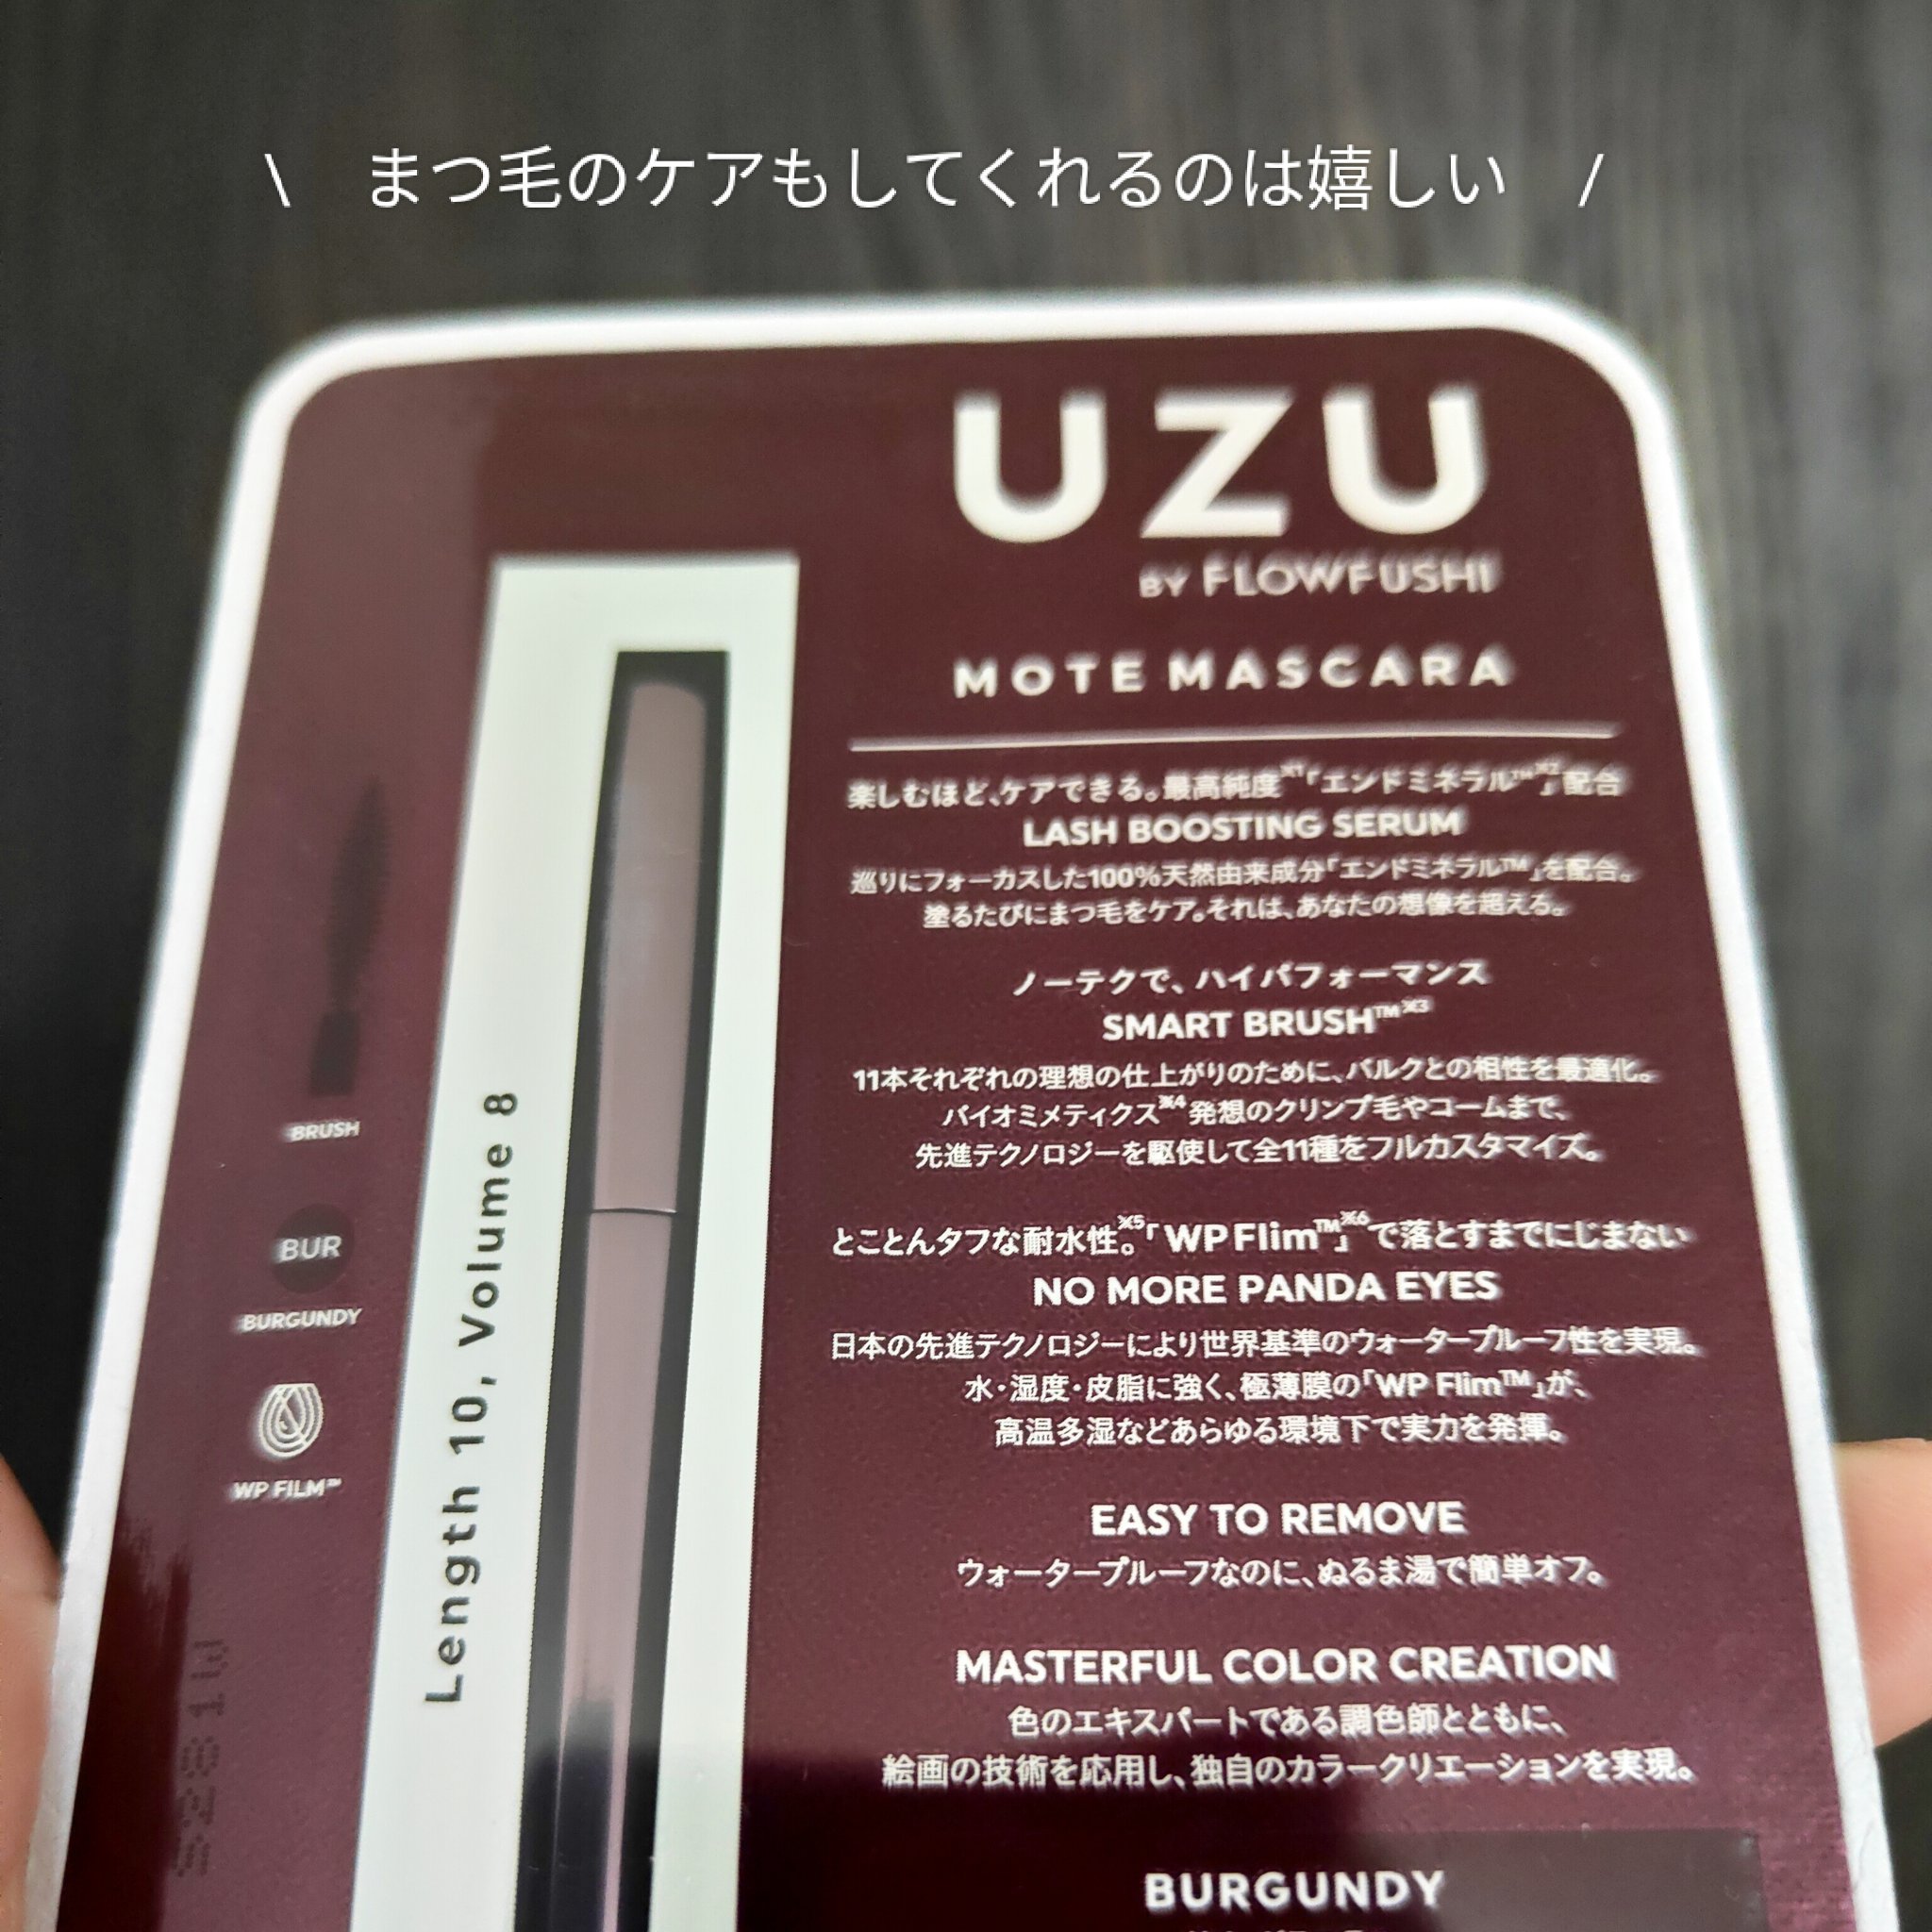 \ まつ毛のケアもしてくれるのは嬉しい /
UZU
BY FLOWFUSHI
MOTE MASCARA
楽しむほど、ケアできる。最高純度※1「エンドミネラル™※2」配合
LASH BOOSTING SERUM
巡りにフォーカスした100%天然由来成分「エンドミネラル™」を配合。
塗るたびにまつ毛をケア。それは、あなたの想像を超える。
ノーテクで、ハイパフォーマンス
SMART BRUSH™※3
11本それぞれの理想の仕上がりのために、バルクとの相性を最適化。
バイオミメティクス※4発想のクリンプ毛やコームまで、
先進テクノロジーを駆使して全11種をフルカスタマイズ。
とことんタフな耐水性※5。「WP Flim™※6」で落とすまでにじまない
NO MORE PANDA EYES
日本の先進テクノロジーにより世界基準のウォータープルーフ性を実現。
水・湿度・皮脂に強く、極薄膜の「WP Flim™」が、
高温多湿などあらゆる環境下で実力を発揮。
EASY TO REMOVE
ウォータープルーフなのに、ぬるま湯で簡単オフ。
MASTERFUL COLOR CREATION
色のエキスパートである調色師とともに、
絵画の技術を応用し、独自のカラークリエーションを実現。
BURGUNDY
Length 10, Volume 8
BRUSH
BUR
BURGUNDY
WP FILM™